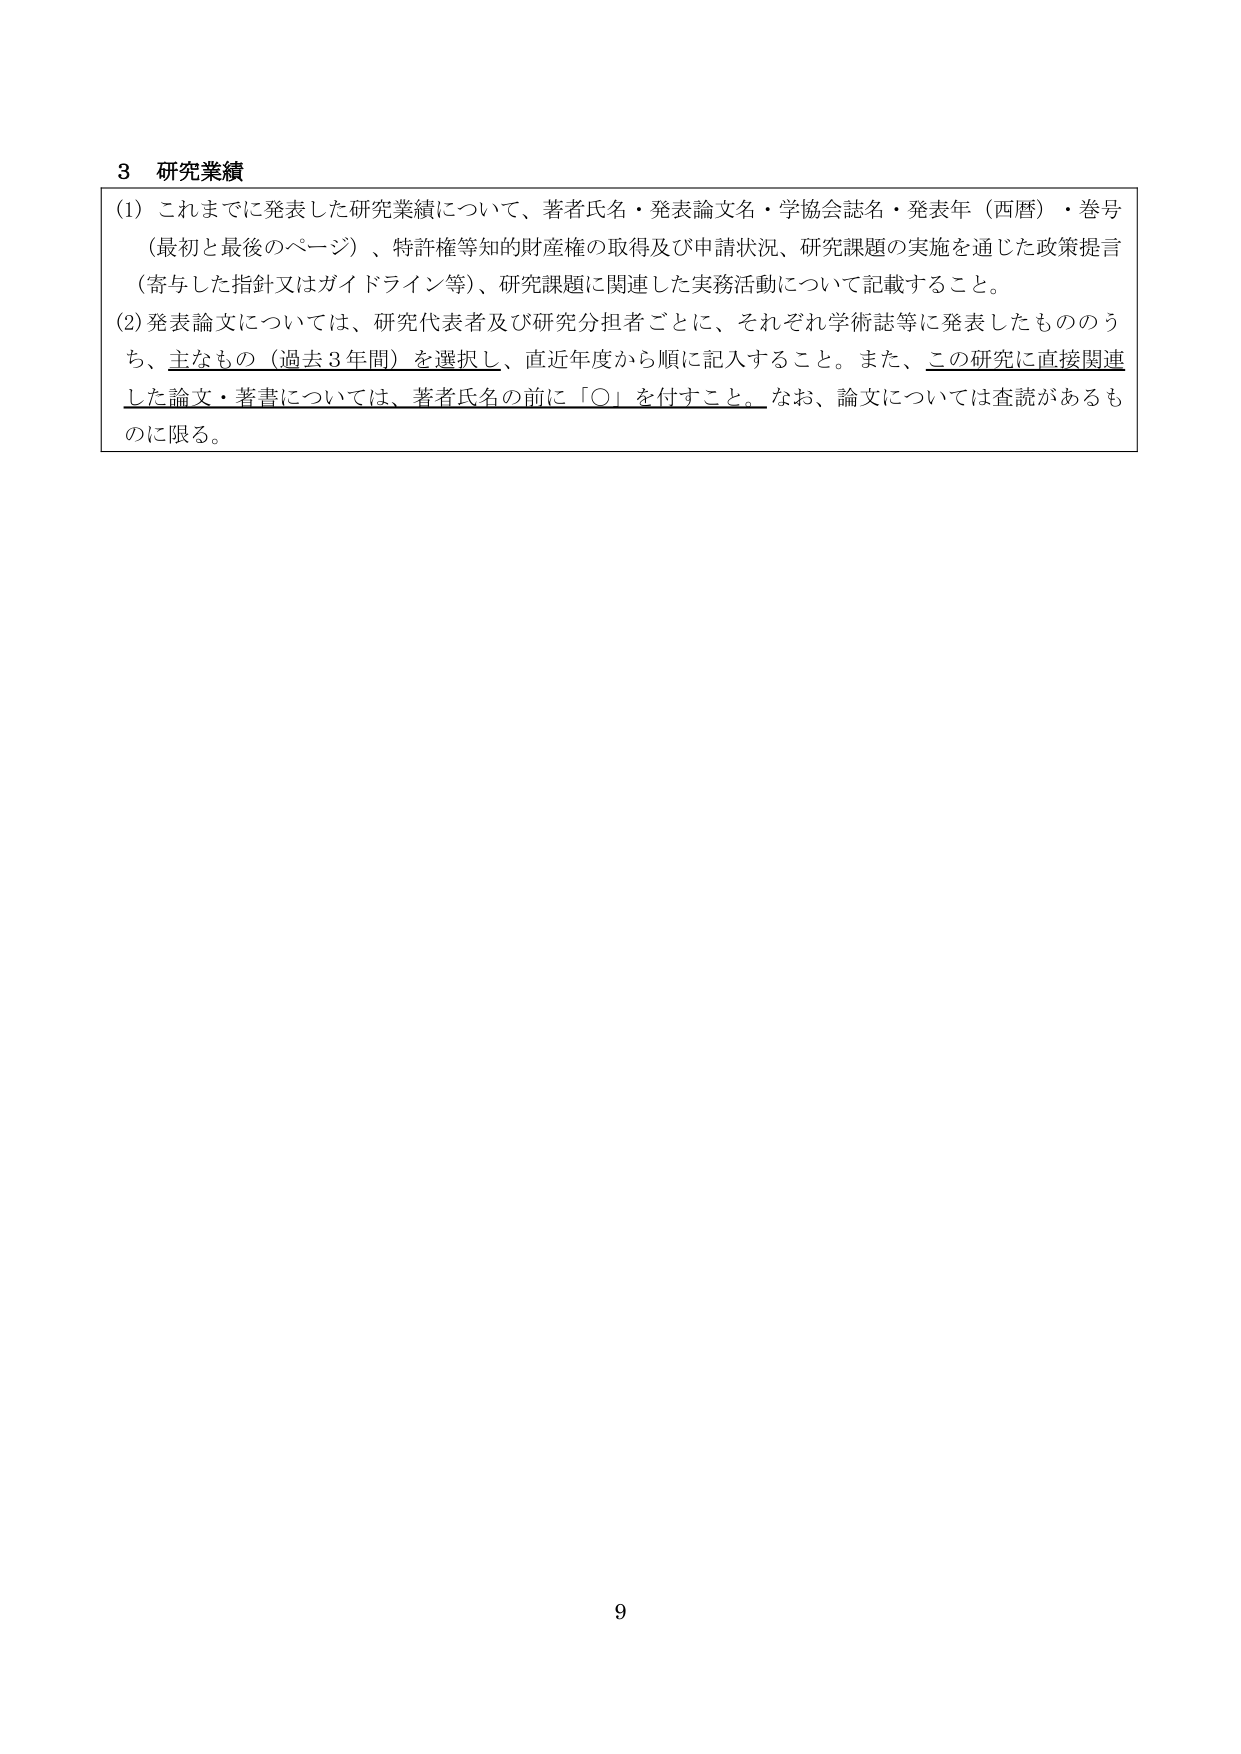 3　研究業績
(1) これまでに発表した研究業績について、著者氏名・発表論文名・学協会誌名・発表年（西暦）・巻号
（最初と最後のページ）、特許権等知的財産権の取得及び申請状況、研究課題の実施を通じた政策提言
（寄与した指針又はガイドライン等)、研究課題に関連した実務活動について記載すること。
(2)発表論文については、研究代表者及び研究分担者ごとに、それぞれ学術誌等に発表したもののう
ち、主なもの（過去３年間）を選択し、直近年度から順に記入すること。また、この研究に直接関連
した論文・著書については、著者氏名の前に「〇」を付すこと。なお、論文については査読があるも
のに限る。
9